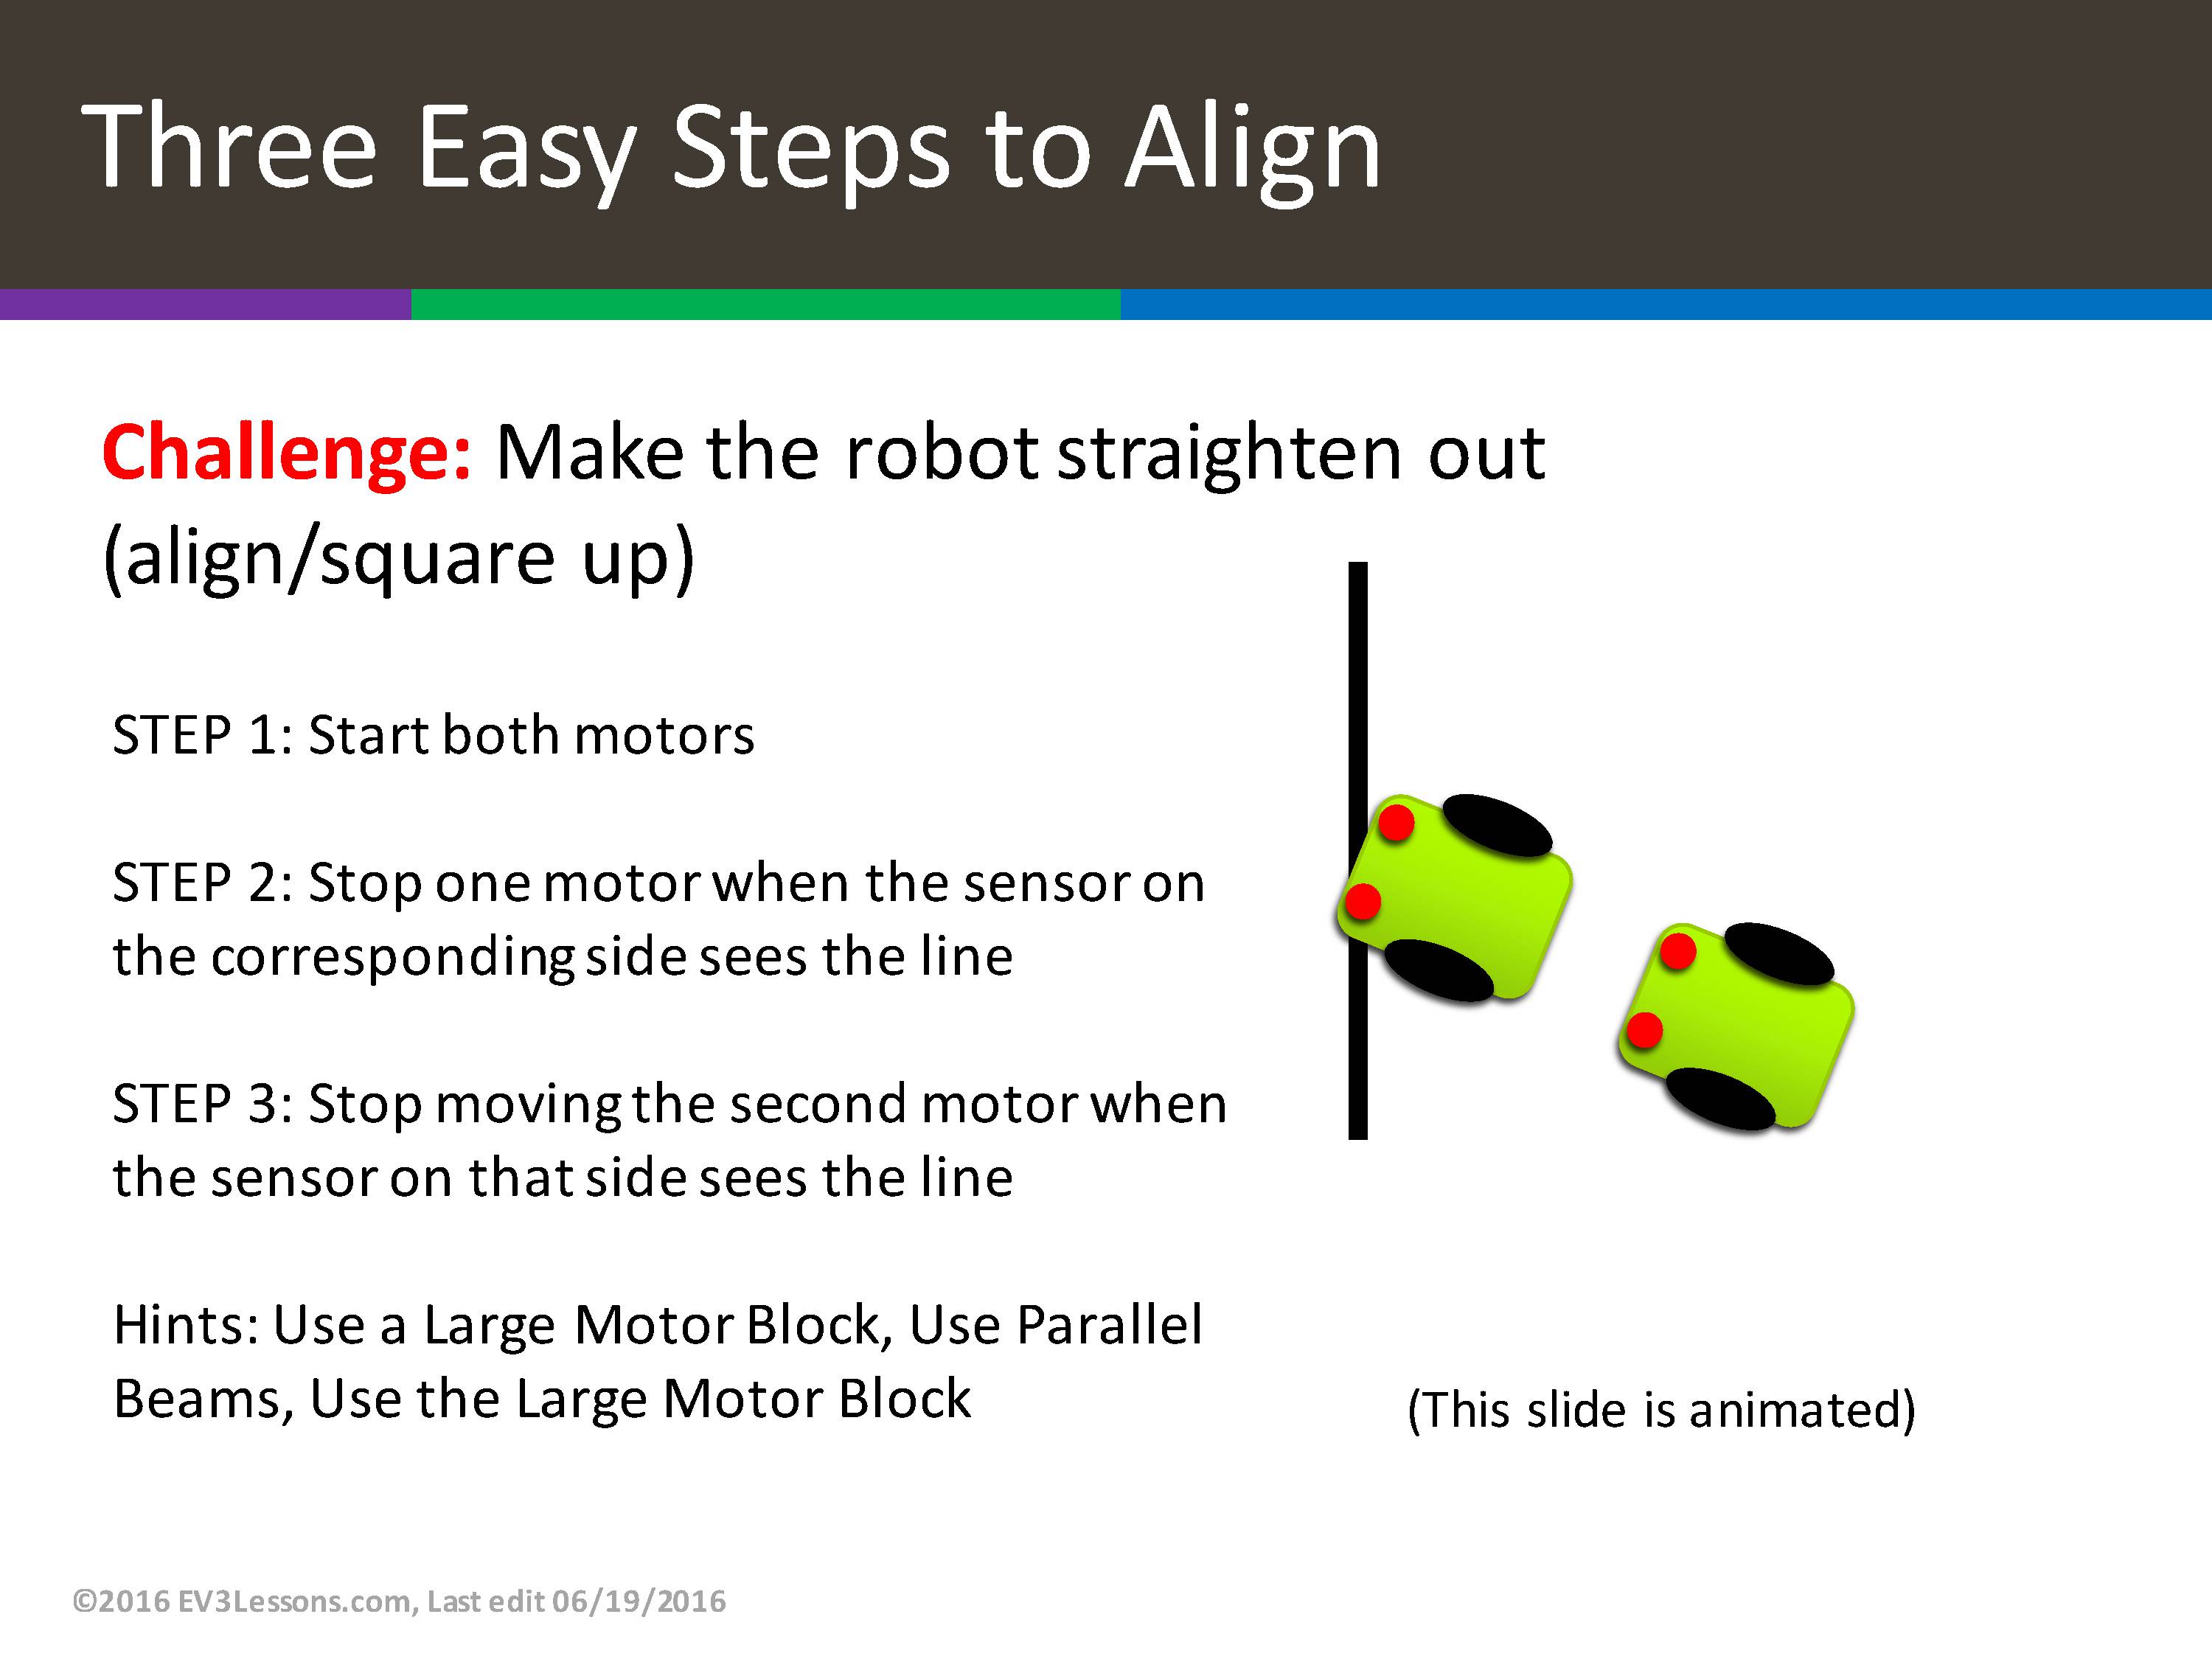 Three Easy Steps to Align
Challenge: Make the robot straighten out
(align/square up)
STEP 1: Start both motors
STEP 2: Stop one motor when the sensor on
the corresponding side sees the line
STEP 3: Stop moving the second motor when
the sensor on that side sees the line
Hints: Use a Large Motor Block, Use Parallel
Beams, Use the Large Motor Block
(This slide is animated)
©2016 EV3Lessons.com, Last edit 06/19/2016